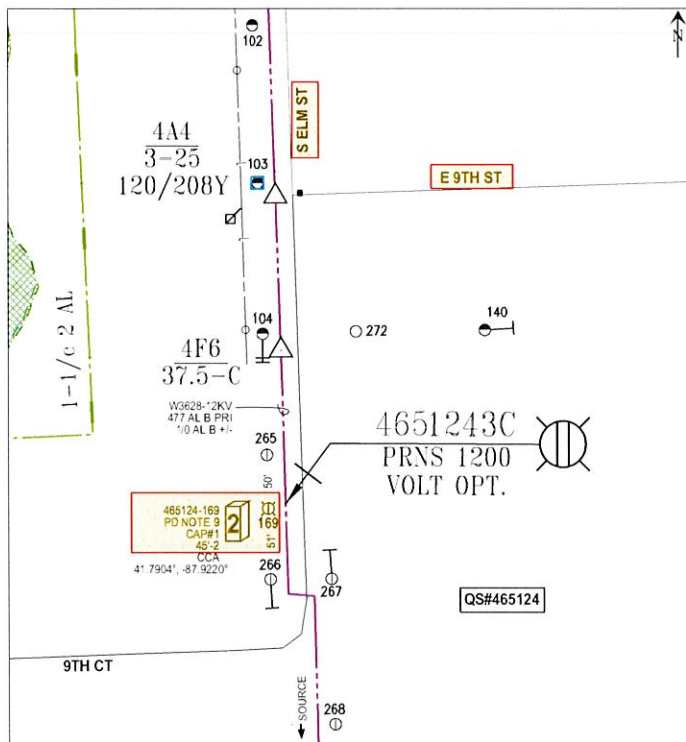 102
N
S ELM ST
4A4
3-25
120/208Y
103
E 9TH ST
1-1/c 2 AL
104
272
140
4F6
37.5-C
W3628-12KV
477 AL B PRI
1/0 AL B +/-
4651243C
PRNS 1200
VOLT OPT.
265
50'
465124-169
PD NOTE 9
CAP#1
45'-2
CCA
41.7904°, -87.9220°
2
169
51'
266
267
QS#465124
9TH CT
SOURCE
268